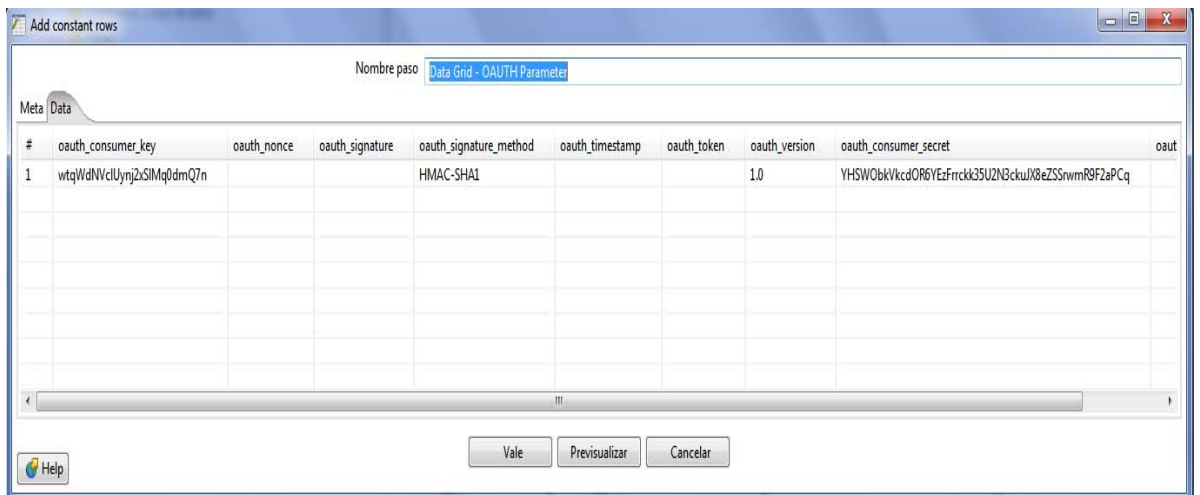 Add constant rows
Nombre paso Data Grid - OAUTH Parameter
Meta Data
# oauth_consumer_key oauth_nonce oauth_signature oauth_signature_method oauth_timestamp oauth_token oauth_version oauth_consumer_secret oaut
1 wtqWdNVclUynj2xSlMq0dmQ7n HMAC-SHA1 1.0 YHSWObkVkcdOR6YEzFrrckk35U2N3ckuJX8eZSSrwmR9F2aPCq
Vale Previsualizar Cancelar
Help